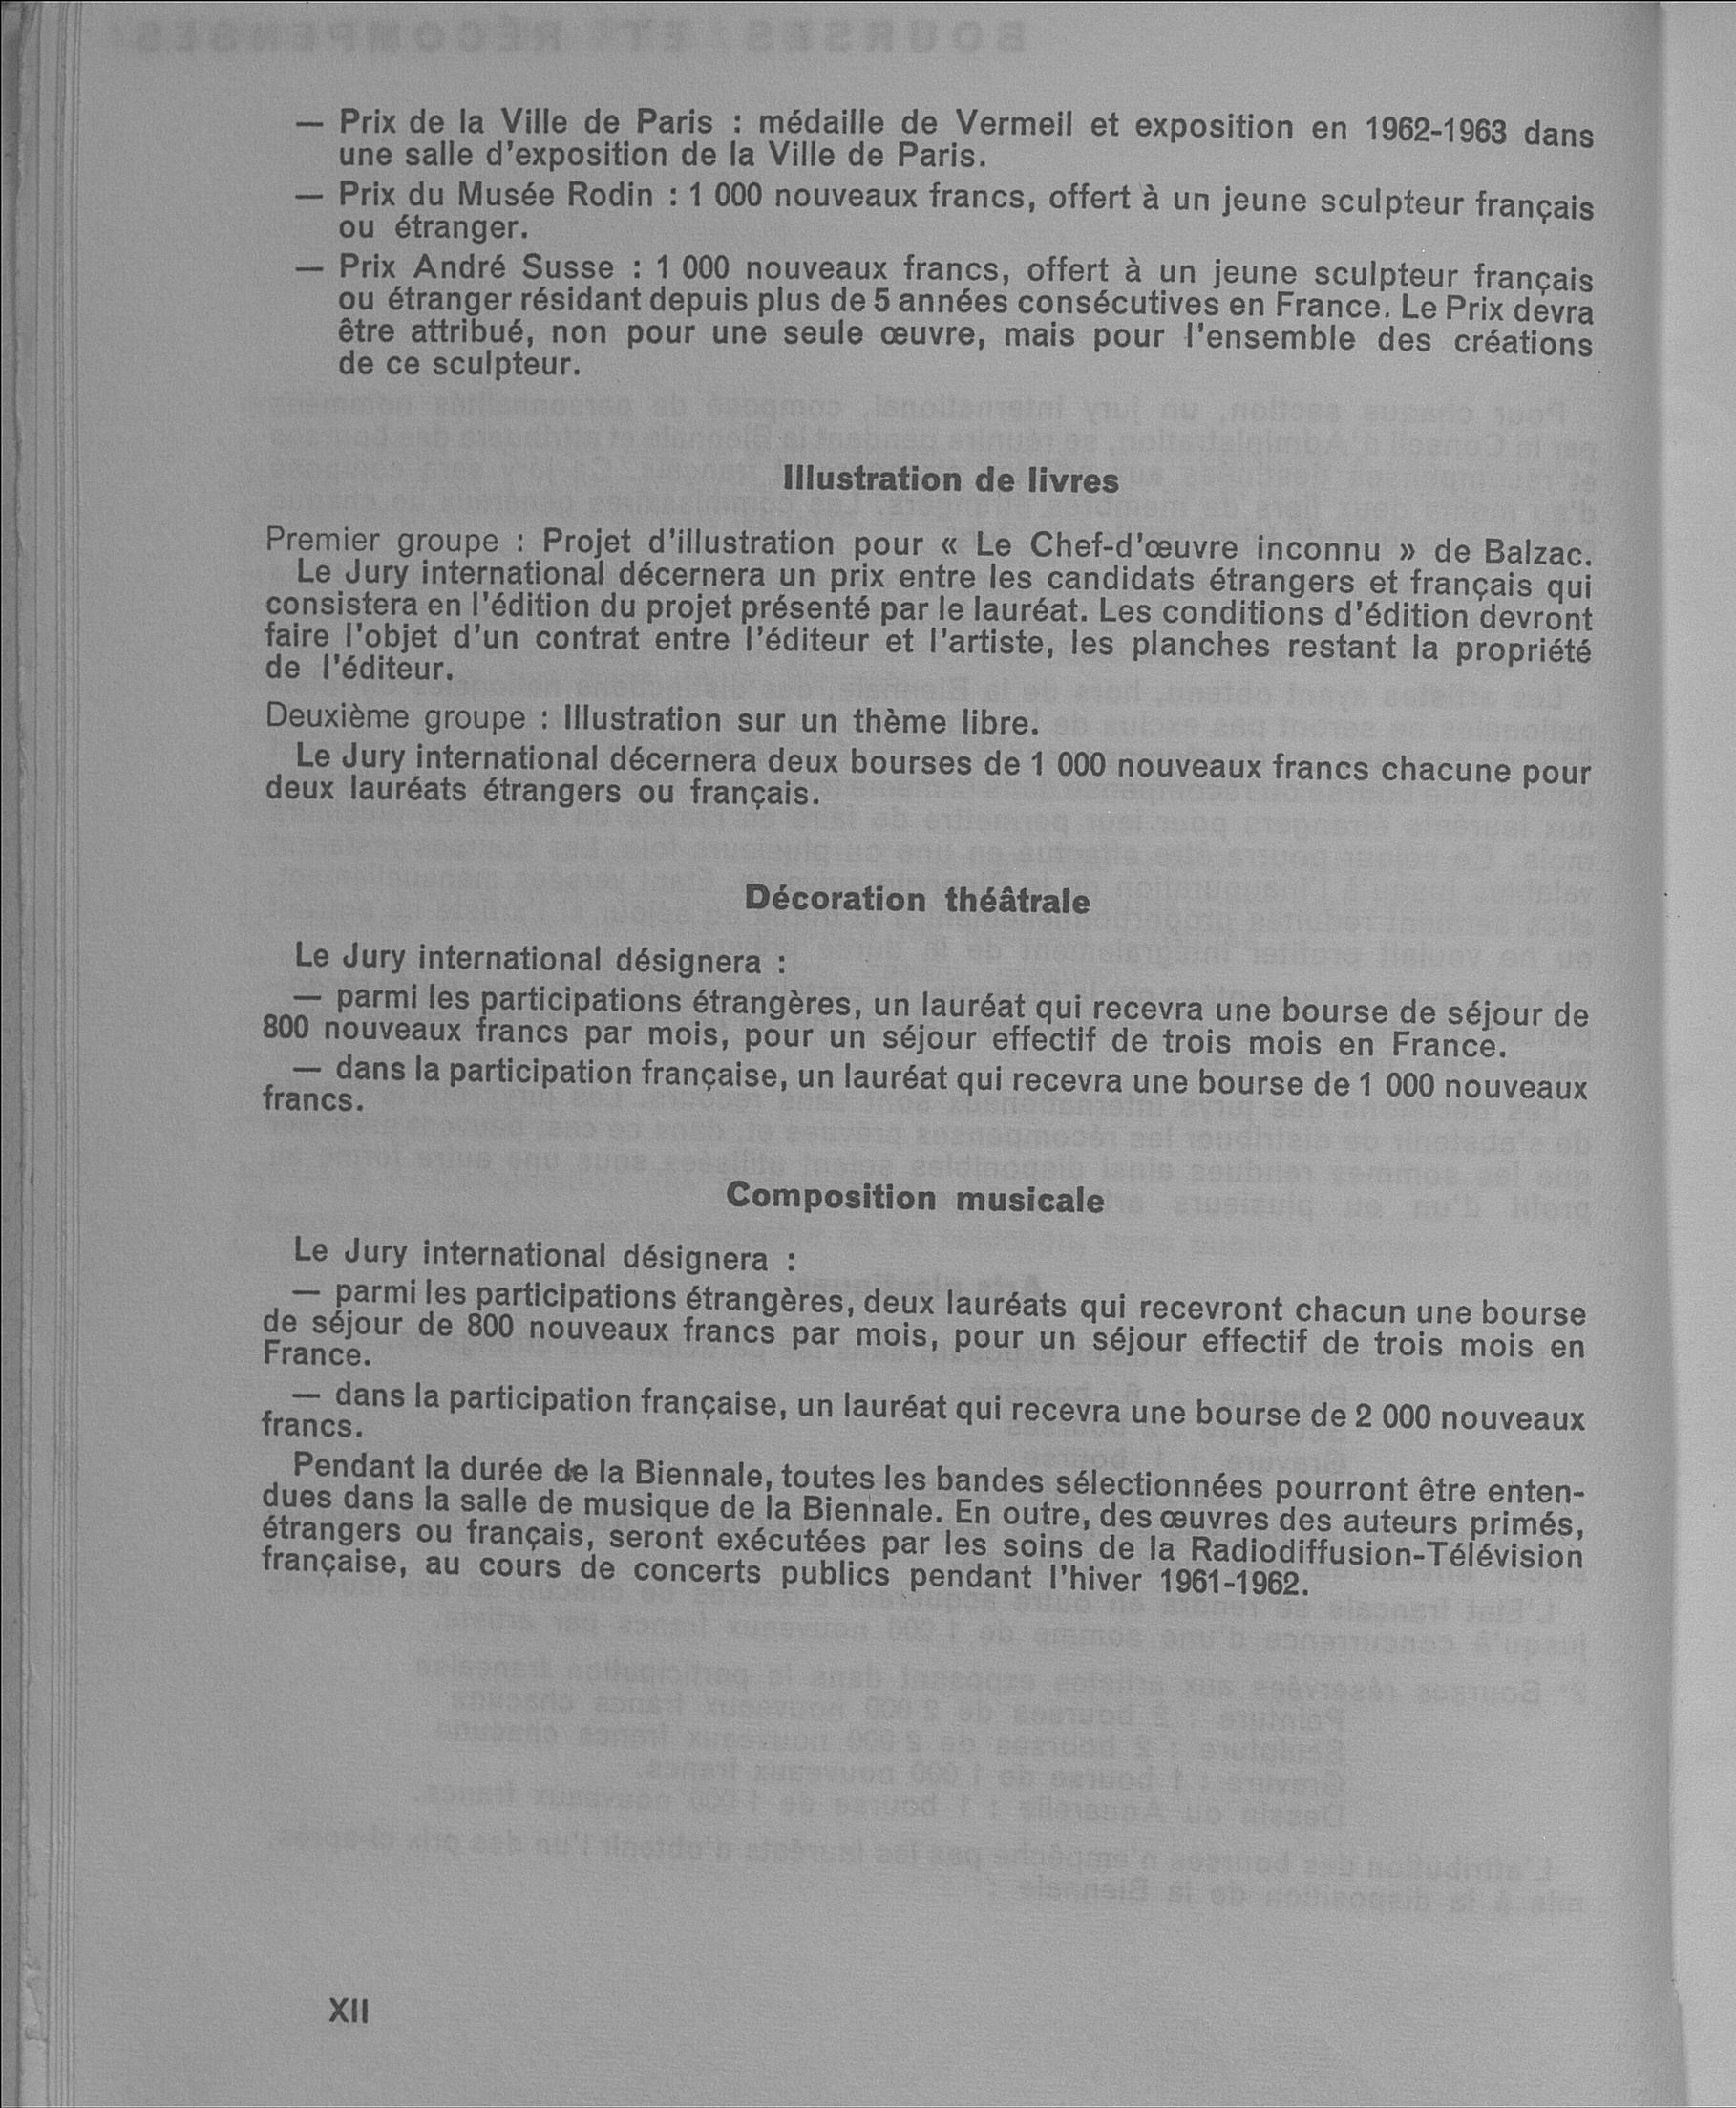 — Prix de la Ville de Paris : médaille de Vermeil et exposition en 1962-1963 dans
une salle d'exposition de la Ville de Paris.
— Prix du Musée Rodin : 1 000 nouveaux francs, offert à un jeune sculpteur français
ou étranger.
— Prix André Susse : 1 000 nouveaux francs, offert à un jeune sculpteur français
ou étranger résidant depuis plus de 5 années consécutives en France. Le Prix devra
être attribué, non pour une seule œuvre, mais pour l'ensemble des créations
de ce sculpteur.
Illustration de livres
Premier groupe : Projet d'illustration pour « Le Chef-d'œuvre inconnu » de Balzac.
Le Jury international décernera un prix entre les candidats étrangers et français qui
consistera en l'édition du projet présenté par le lauréat. Les conditions d'édition devront
faire l'objet d'un contrat entre l'éditeur et l'artiste, les planches restant la propriété
de l'éditeur.
Deuxième groupe : Illustration sur un thème libre.
Le Jury international décernera deux bourses de 1 000 nouveaux francs chacune pour
deux lauréats étrangers ou français.
Décoration théâtrale
Le Jury international désignera :
— parmi les participations étrangères, un lauréat qui recevra une bourse de séjour de
800 nouveaux francs par mois, pour un séjour effectif de trois mois en France.
— dans la participation française, un lauréat qui recevra une bourse de 1 000 nouveaux
francs.
Composition musicale
Le Jury international désignera :
— parmi les participations étrangères, deux lauréats qui recevront chacun une bourse
de séjour de 800 nouveaux francs par mois, pour un séjour effectif de trois mois en
France.
— dans la participation française, un lauréat qui recevra une bourse de 2 000 nouveaux
francs.
Pendant la durée de la Biennale, toutes les bandes sélectionnées pourront être enten-
dues dans la salle de musique de la Biennale. En outre, des œuvres des auteurs primés,
étrangers ou français, seront exécutées par les soins de la Radiodiffusion-Télévision
française, au cours de concerts publics pendant l'hiver 1961-1962.
XII